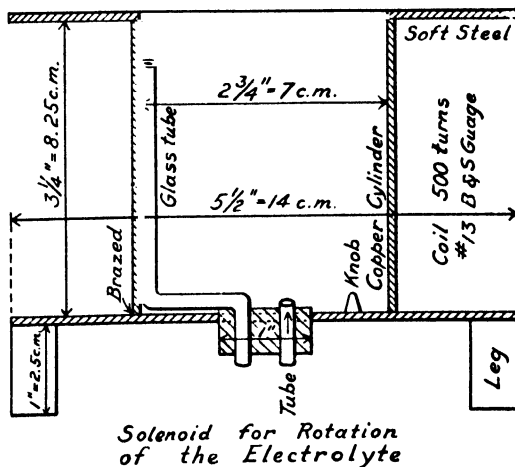 Soft Steel
2 3/4" = 7 c.m.
3 1/4" = 8.25 c.m.
Glass tube
5 1/2" = 14 c.m.
Copper Cylinder
Coil 500 turns
#13 B & S Guage
Brazed
Knob
1"
1" = 2.5 c.m.
Tube
Leg
Solenoid for Rotation
of the Electrolyte